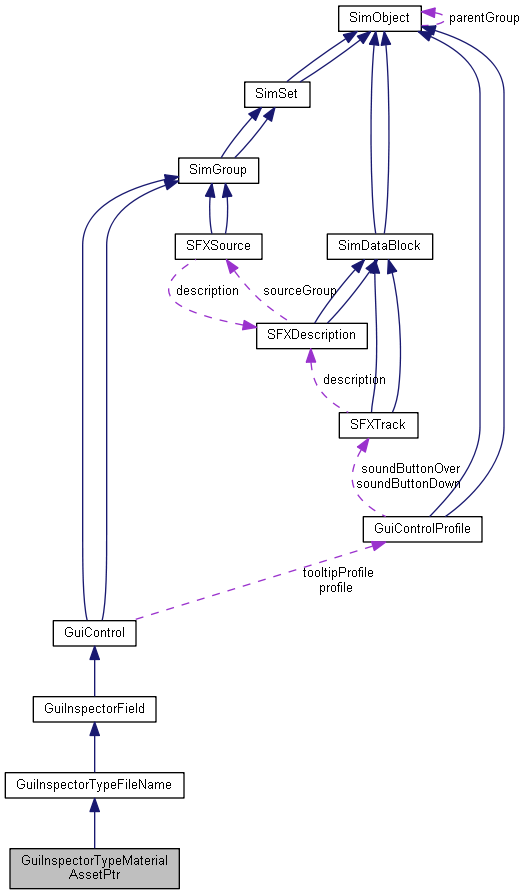 SimObject
parentGroup
SimSet
SimGroup
SFXSource
SimDataBlock
description
sourceGroup
SFXDescription
description
SFXTrack
soundButtonOver
soundButtonDown
GuiControlProfile
tooltipProfile
profile
GuiControl
GuiInspectorField
GuiInspectorTypeFileName
GuiInspectorTypeMaterial
AssetPtr